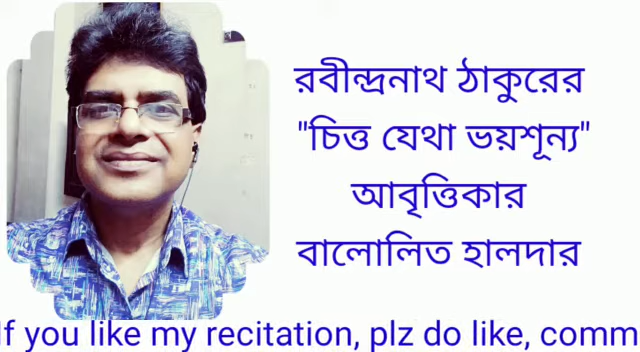 রবীন্দ্রনাথ ঠাকুরের
"চিত্ত যেথা ভয়শূন্য"
আবৃত্তিকার
বালোলিত হালদার
If you like my recitation, plz do like, comm